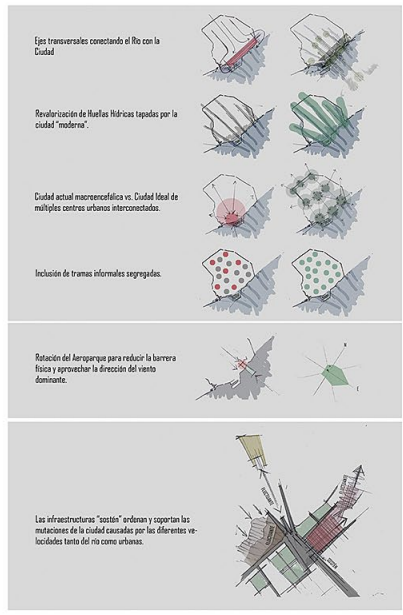 Ejes transversales conectando el Río con la
Ciudad
Revalorización de Huellas Hídricas tapadas por la
ciudad "moderna".
Ciudad actual macroencefálica vs. Ciudad Ideal de
múltiples centros urbanos interconectados.
Inclusión de tramas informales segregadas.
Rotación del Aeroparque para reducir la barrera
física y aprovechar la dirección del viento
dominante.
Las infraestructuras "sostén" ordenan y soportan las
mutaciones de la ciudad causadas por las diferentes ve-
locidades tanto del río como urbanas.